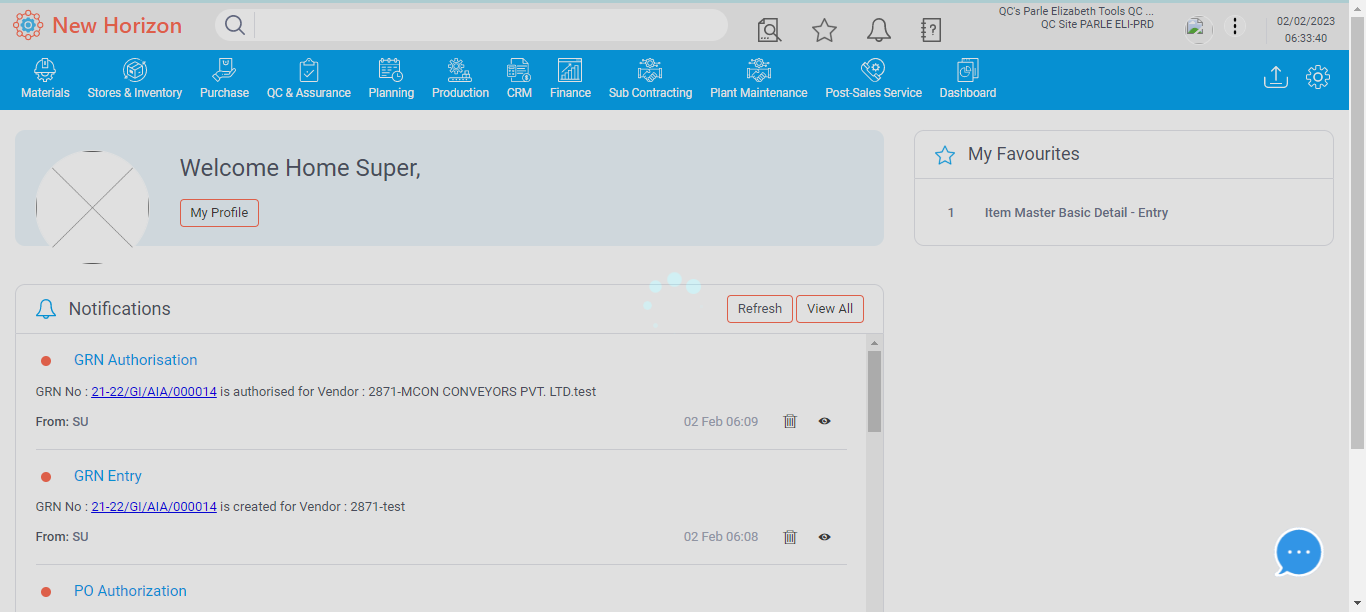 New Horizon
QC's Parle Elizabeth Tools QC ...
QC Site PARLE ELI-PRD
02/02/2023
06:33:40
Materials
Stores & Inventory
Purchase
QC & Assurance
Planning
Production
CRM
Finance
Sub Contracting
Plant Maintenance
Post-Sales Service
Dashboard
Welcome Home Super,
My Profile
My Favourites
1 Item Master Basic Detail - Entry
Notifications
Refresh
View All
GRN Authorisation
GRN No : 21-22/GI/AIA/000014 is authorised for Vendor : 2871-MCON CONVEYORS PVT. LTD.test
From: SU 02 Feb 06:09
GRN Entry
GRN No : 21-22/GI/AIA/000014 is created for Vendor : 2871-test
From: SU 02 Feb 06:08
PO Authorization